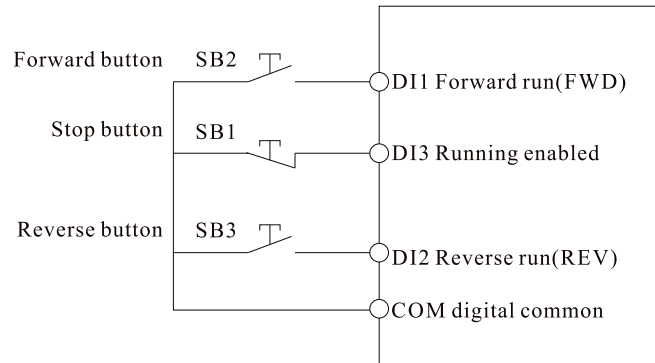 Forward button SB2
DI1 Forward run(FWD)
Stop button SB1
DI3 Running enabled
Reverse button SB3
DI2 Reverse run(REV)
COM digital common